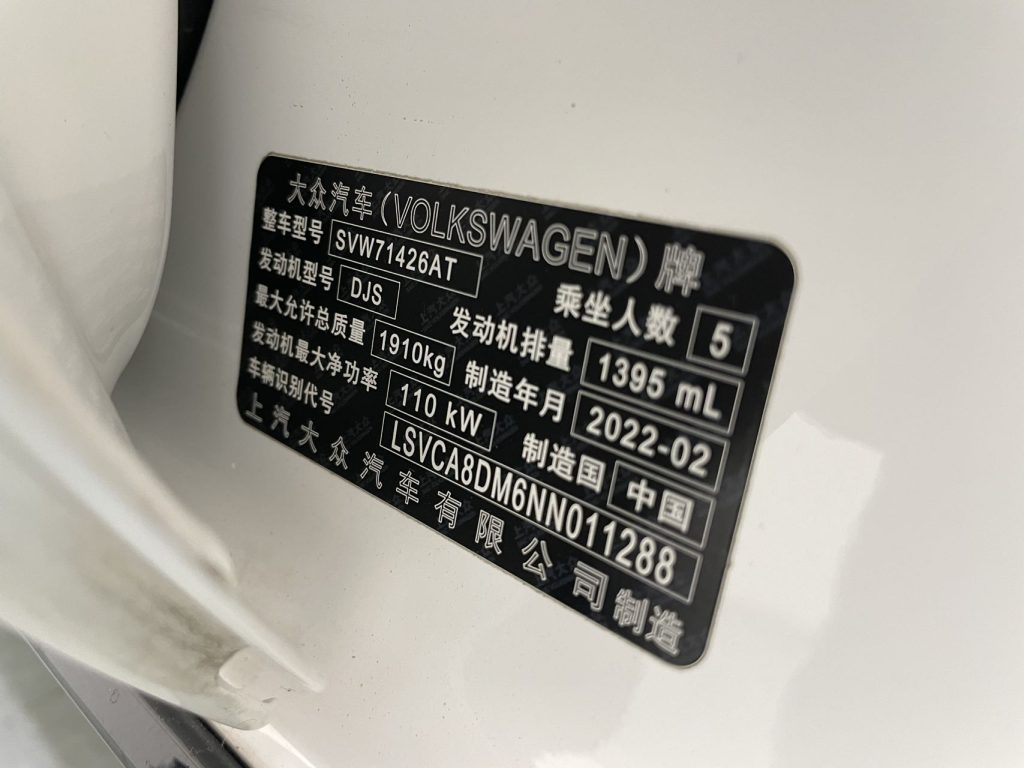 大众汽车(VOLKSWAGEN)牌
整车型号 SVW71426AT 乘坐人数 5
发动机型号 DJS 发动机排量 1395 mL
最大允许总质量 1910kg 制造年月 2022-02
发动机最大净功率 110 kW 制造国 中国
车辆识别代号 LSVCA8DM6NN011288
上汽大众汽车有限公司制造